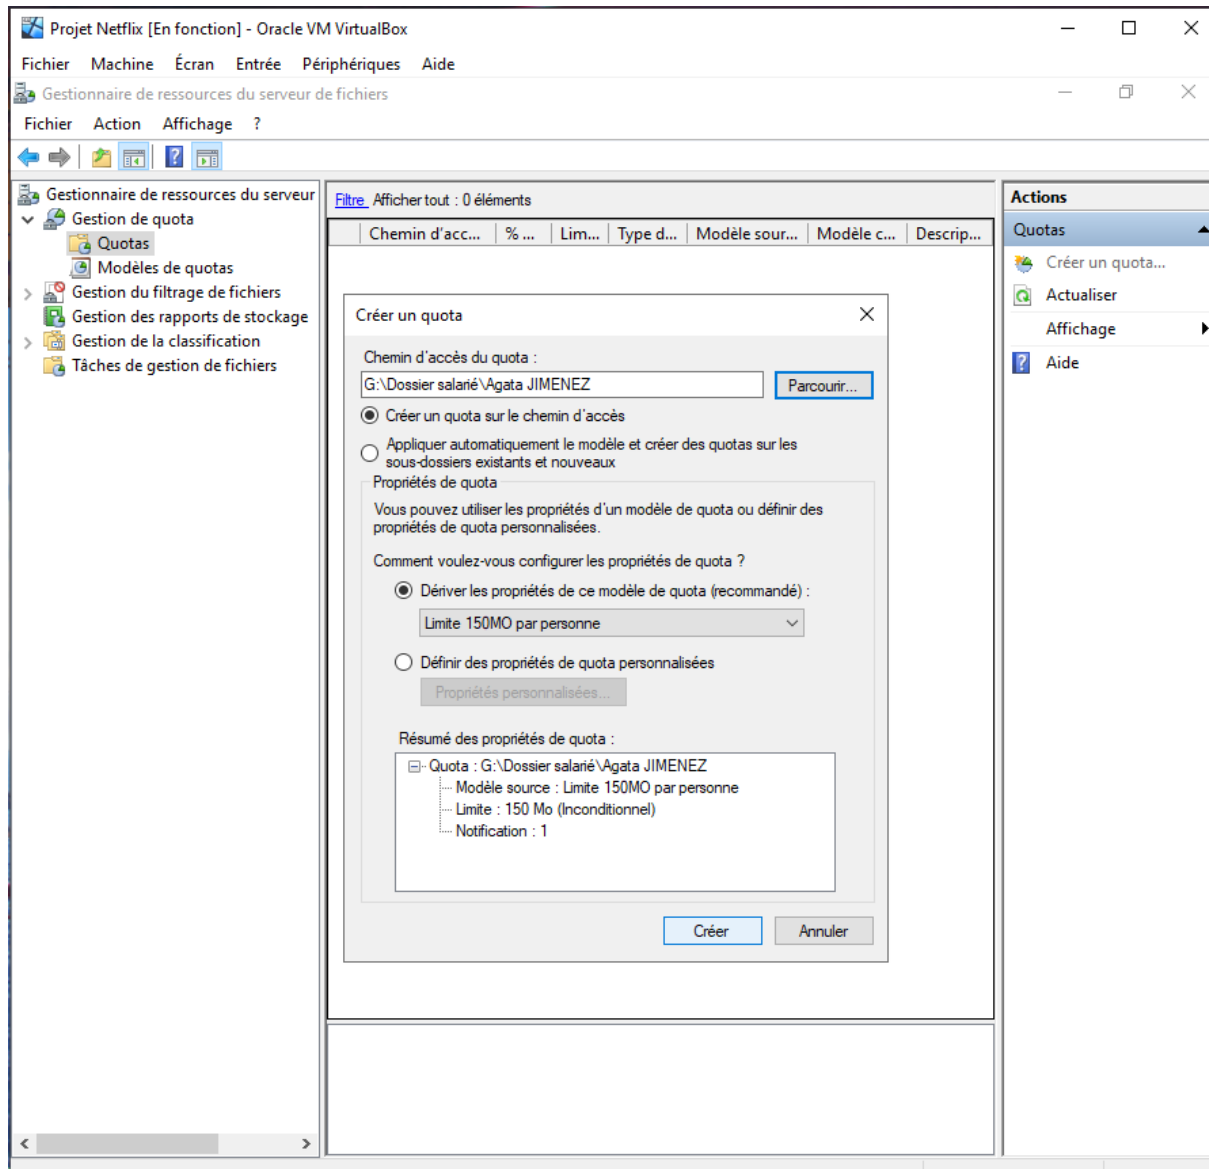 Projet Netflix [En fonction] - Oracle VM VirtualBox
Fichier Machine Écran Entrée Périphériques Aide
Gestionnaire de ressources du serveur de fichiers
Fichier Action Affichage ?
Gestionnaire de ressources du serveur
Gestion de quota
Quotas
Modèles de quotas
Gestion du filtrage de fichiers
Gestion des rapports de stockage
Gestion de la classification
Tâches de gestion de fichiers
Filtre Afficher tout : 0 éléments
Chemin d'acc... % ... Lim... Type d... Modèle sour... Modèle c... Descrip...
Créer un quota
Chemin d'accès du quota :
G:\Dossier salarié\Agata JIMENEZ
Parcourir...
Créer un quota sur le chemin d'accès
Appliquer automatiquement le modèle et créer des quotas sur les
sous-dossiers existants et nouveaux
Propriétés de quota
Vous pouvez utiliser les propriétés d'un modèle de quota ou définir des
propriétés de quota personnalisées.
Comment voulez-vous configurer les propriétés de quota ?
Dériver les propriétés de ce modèle de quota (recommandé) :
Limite 150MO par personne
Définir des propriétés de quota personnalisées
Propriétés personnalisées...
Résumé des propriétés de quota :
Quota : G:\Dossier salarié\Agata JIMENEZ
Modèle source : Limite 150MO par personne
Limite : 150 Mo (Inconditionnel)
Notification : 1
Créer
Annuler
Actions
Quotas
Créer un quota...
Actualiser
Affichage
Aide